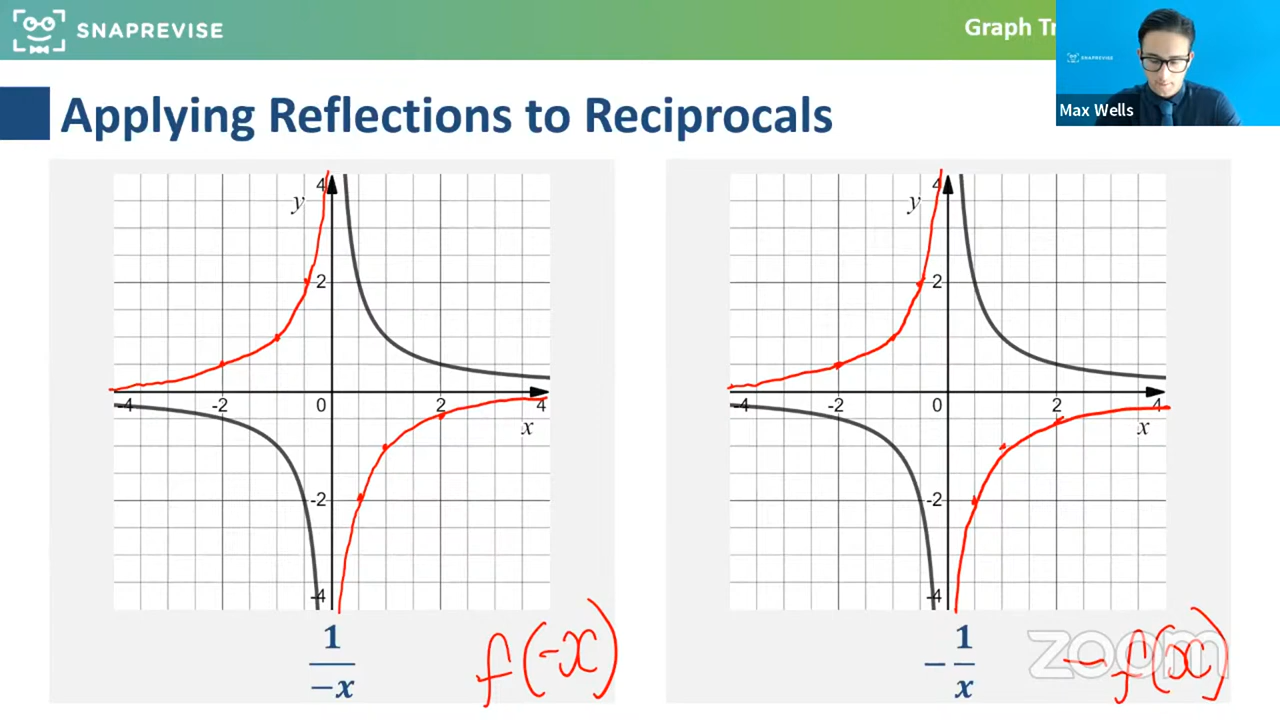 SNAPREVISE
Graph Tr
SNAPREVISE
Max Wells
Applying Reflections to Reciprocals
4
y
2
-4
-2
0
2
4
x
-2
-4
1
-x
f(-x)
4
y
2
-4
-2
0
2
4
x
-2
-4
- 1
x
zoom
-f(x)